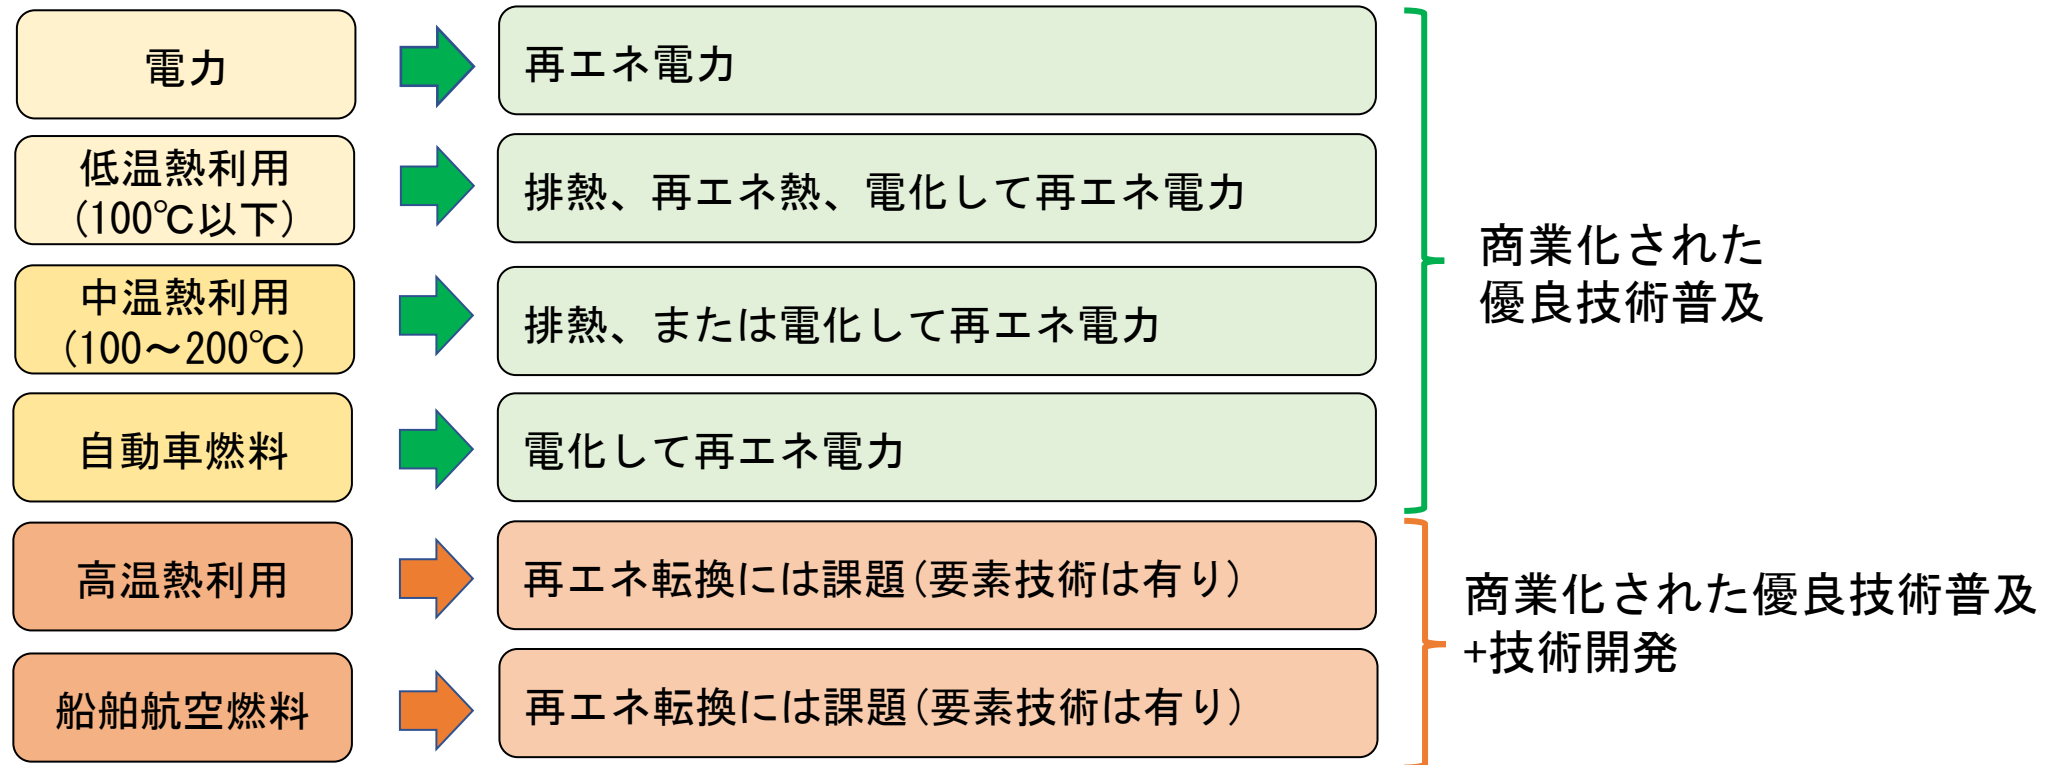 電力
再エネ電力
低温熱利用
(100℃以下)
排熱、再エネ熱、電化して再エネ電力
中温熱利用
(100～200℃)
排熱、または電化して再エネ電力
自動車燃料
電化して再エネ電力
商業化された
優良技術普及
高温熱利用
再エネ転換には課題(要素技術は有り)
船舶航空燃料
再エネ転換には課題(要素技術は有り)
商業化された優良技術普及
+技術開発